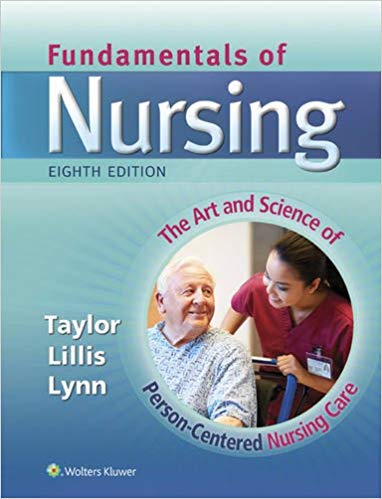 Fundamentals of
Nursing
EIGHTH EDITION
The Art and Science of
Person-Centered Nursing Care
Taylor
Lillis
Lynn
Wolters Kluwer